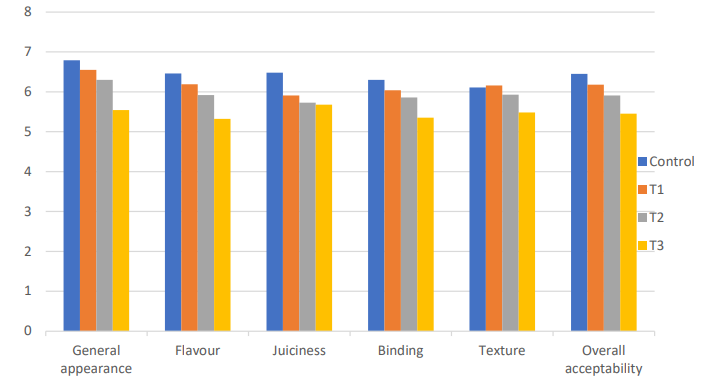 8
7
6
5
4
3
2
1
0
General
appearance
Flavour
Juiciness
Binding
Texture
Overall
acceptability
Control
T1
T2
T3